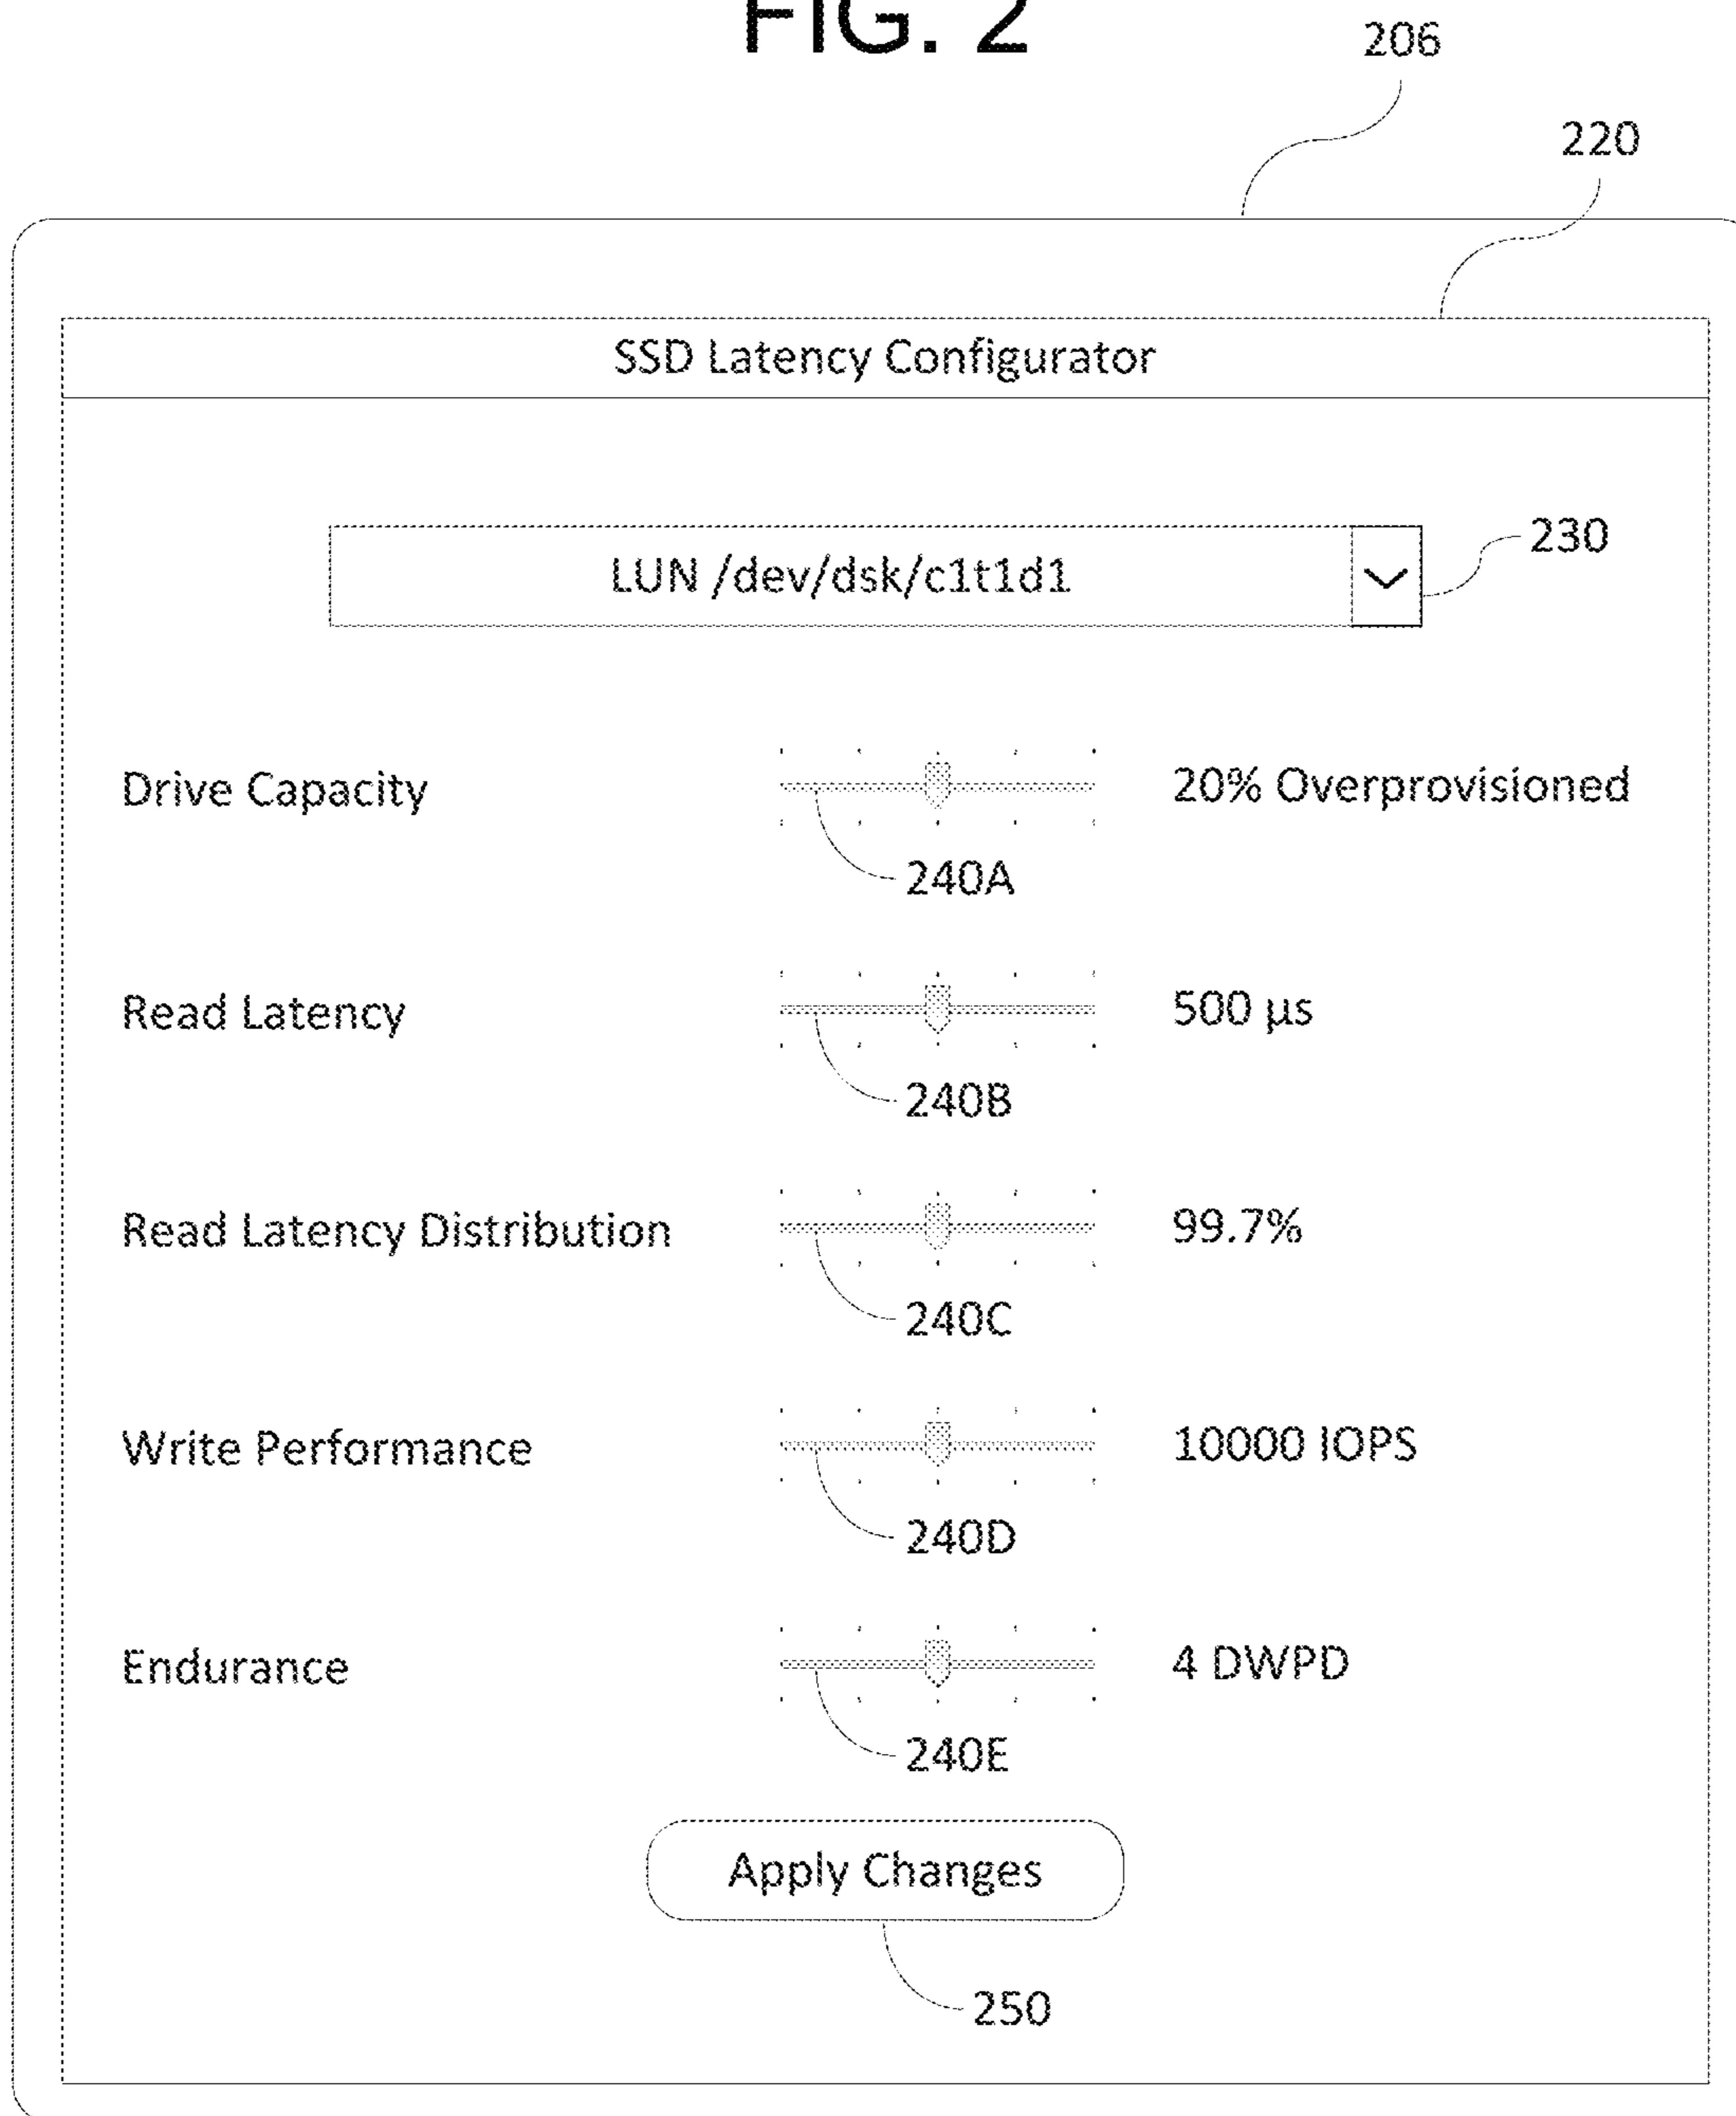 FIG. 2
206
220
SSD Latency Configurator
LUN /dev/dsk/c1t1d1
230
Drive Capacity
20% Overprovisioned
240A
Read Latency
500 µs
240B
Read Latency Distribution
99.7%
240C
Write Performance
10000 IOPS
240D
Endurance
4 DWPD
240E
Apply Changes
250